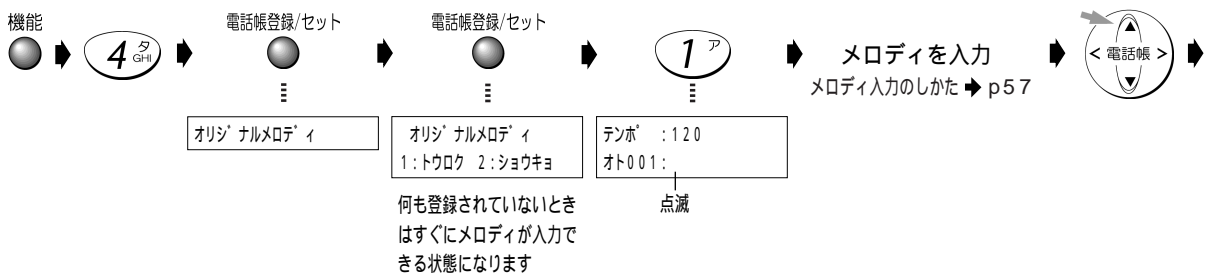 機能
4 タ GHI
電話帳登録/セット
オリジナルメロディ
電話帳登録/セット
オリジナルメロディ
1:トウロク 2:ショウキョ
何も登録されていないとき
はすぐにメロディが入力で
きる状態になります
1 ア
テンポ :120
オト001:
点滅
メロディを入力
メロディ入力のしかた ➡ p57
< 電話帳 >